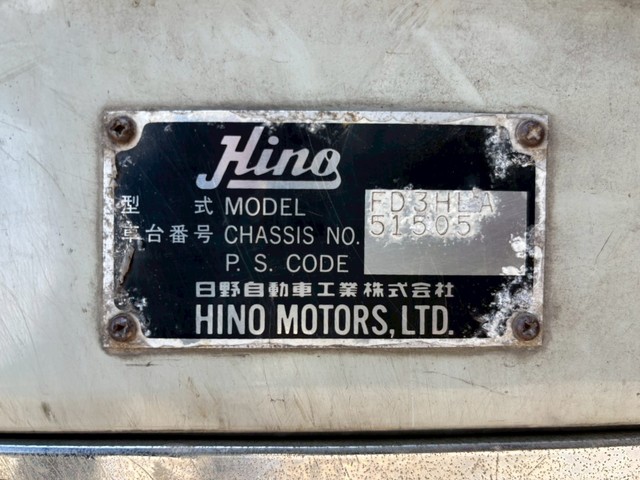 Hino
型 式 MODEL FD3HLA
車台番号 CHASSIS NO. 51505
P. S. CODE
日野自動車工業株式会社
HINO MOTORS, LTD.